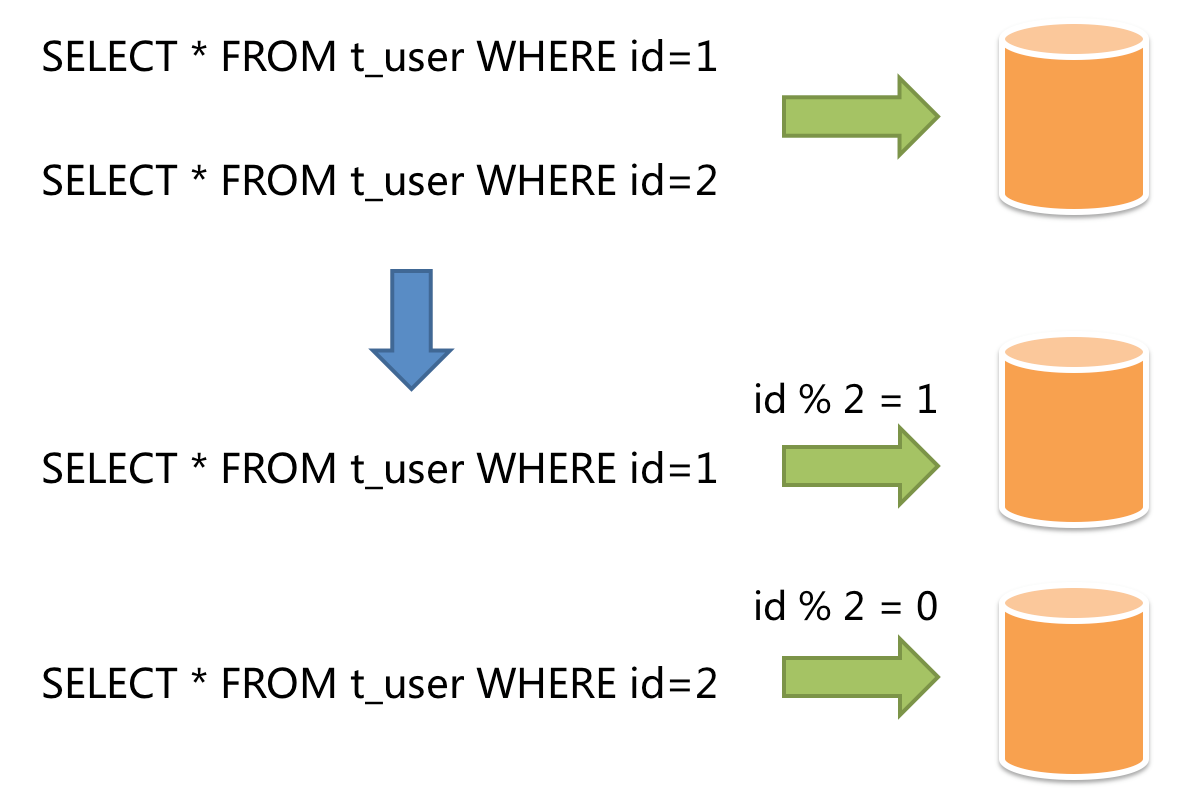 SELECT * FROM t_user WHERE id=1
SELECT * FROM t_user WHERE id=2
id % 2 = 1
SELECT * FROM t_user WHERE id=1
id % 2 = 0
SELECT * FROM t_user WHERE id=2